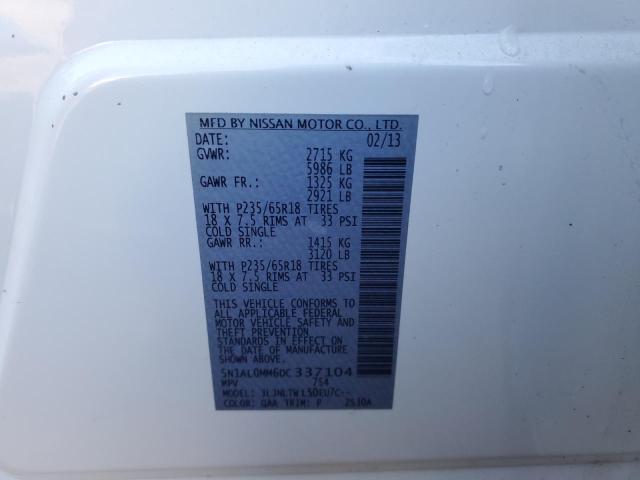 MFD BY NISSAN MOTOR CO., LTD.
DATE: 02/13
GVWR: 2715 KG
5986 LB
GAWR FR.: 1325 KG
2921 LB
WITH P235/65R18 TIRES
18 X 7.5 RIMS AT 33 PSI
COLD SINGLE
GAWR RR.: 1415 KG
3120 LB
WITH P235/65R18 TIRES
18 X 7.5 RIMS AT 33 PSI
COLD SINGLE
THIS VEHICLE CONFORMS TO
ALL APPLICABLE FEDERAL
MOTOR VEHICLE SAFETY AND
THEFT PREVENTION
STANDARDS IN EFFECT ON
THE DATE OF MANUFACTURE
SHOWN ABOVE.
5N1AL0MM6DC337104
MPV 7S4
MODEL: JLJNLTWL50EU7C--
COLOR: QAA TRIM: P 2530A